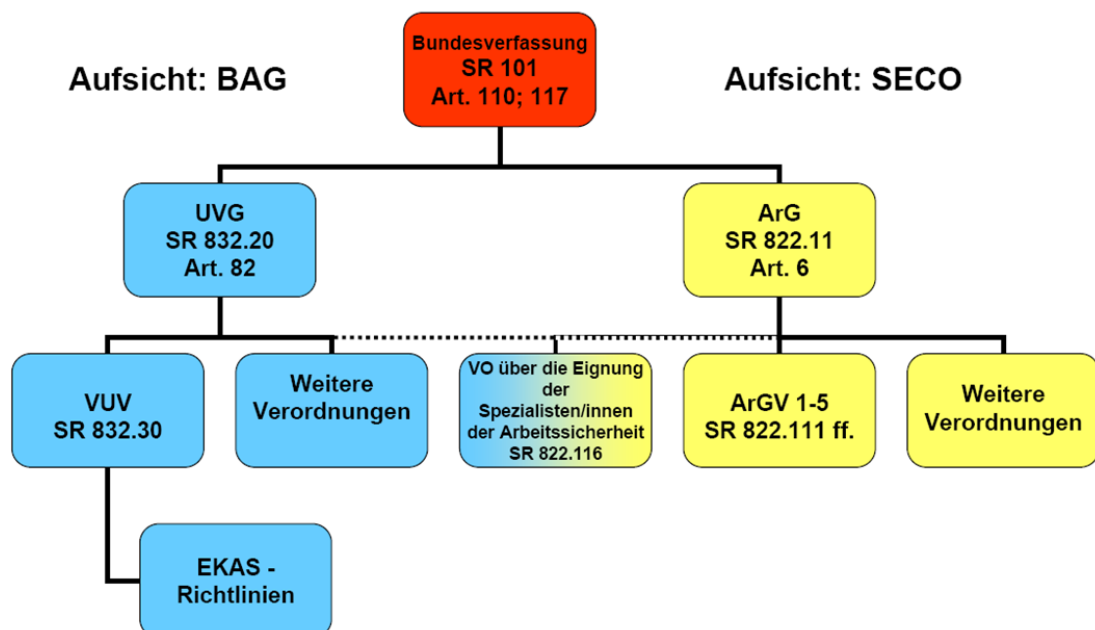 Bundesverfassung
SR 101
Art. 110; 117
Aufsicht: BAG
Aufsicht: SECO
UVG
SR 832.20
Art. 82
ArG
SR 822.11
Art. 6
VUV
SR 832.30
Weitere
Verordnungen
VO über die Eignung
der
Spezialisten/innen
der Arbeitssicherheit
SR 822.116
ArGV 1-5
SR 822.111 ff.
Weitere
Verordnungen
EKAS -
Richtlinien